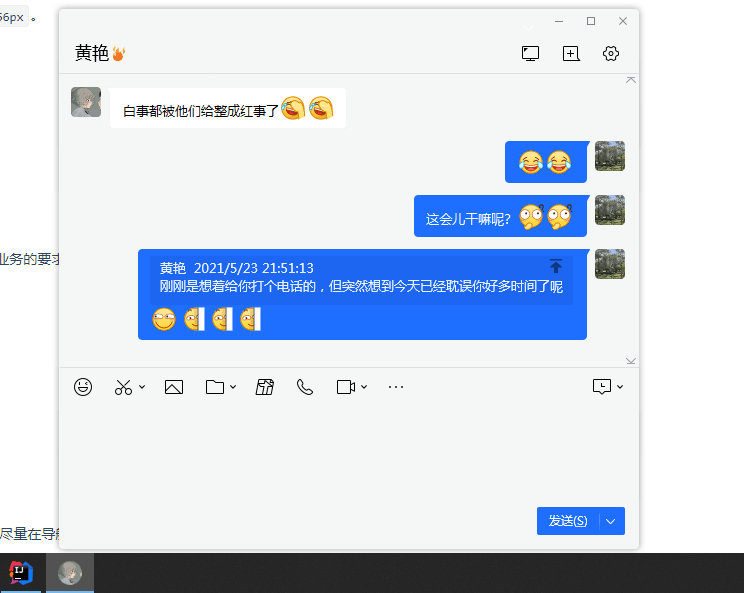 56px 。
黄艳
白事都被他们给整成红事了
这会儿干嘛呢?
业务的要求
黄艳 2021/5/23 21:51:13
刚刚是想着给你打个电话的，但突然想到今天已经耽误你好多时间了呢
发送(S)
尽量在导航
IJ